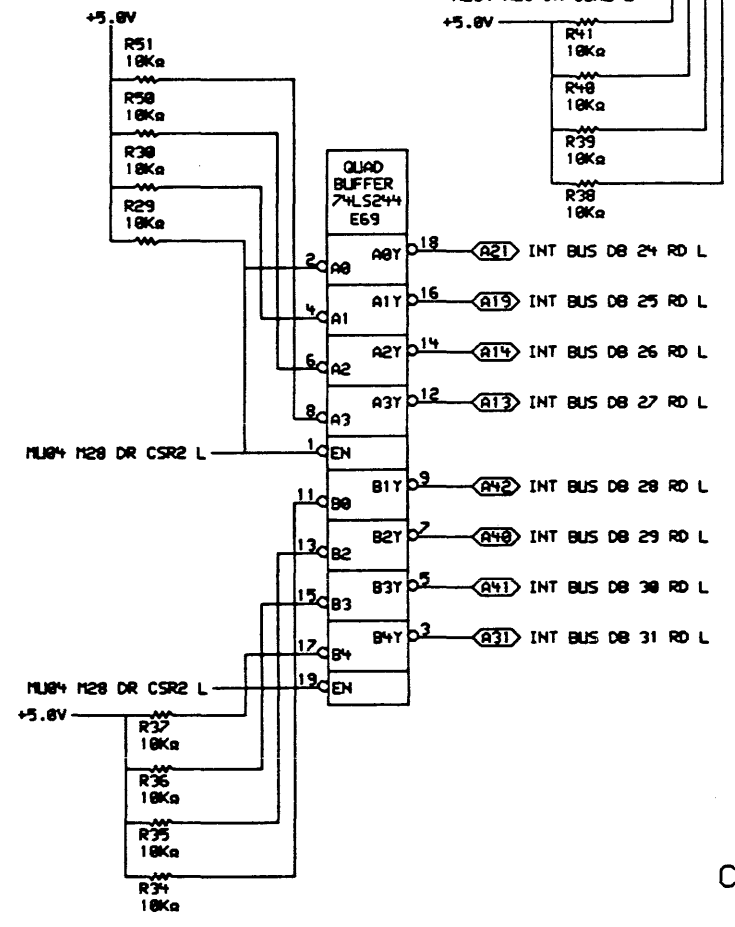 +5.0V
R51
10KΩ
R50
10KΩ
R30
10KΩ
R29
10KΩ
+5.0V
R41
10KΩ
R40
10KΩ
R39
10KΩ
R38
10KΩ
QUAD
BUFFER
74LS244
E69
2 A0 A0Y 18 A21 INT BUS DB 24 RD L
4 A1 A1Y 16 A19 INT BUS DB 25 RD L
6 A2 A2Y 14 A14 INT BUS DB 26 RD L
8 A3 A3Y 12 A13 INT BUS DB 27 RD L
MU04 M28 DR CSR2 L 1 EN
11 B0 B1Y 9 A42 INT BUS DB 28 RD L
13 B2 B2Y 7 A40 INT BUS DB 29 RD L
15 B3 B3Y 5 A41 INT BUS DB 30 RD L
17 B4 B4Y 3 A31 INT BUS DB 31 RD L
MU04 M28 DR CSR2 L 19 EN
+5.0V
R37
10KΩ
R36
10KΩ
R35
10KΩ
R34
10KΩ